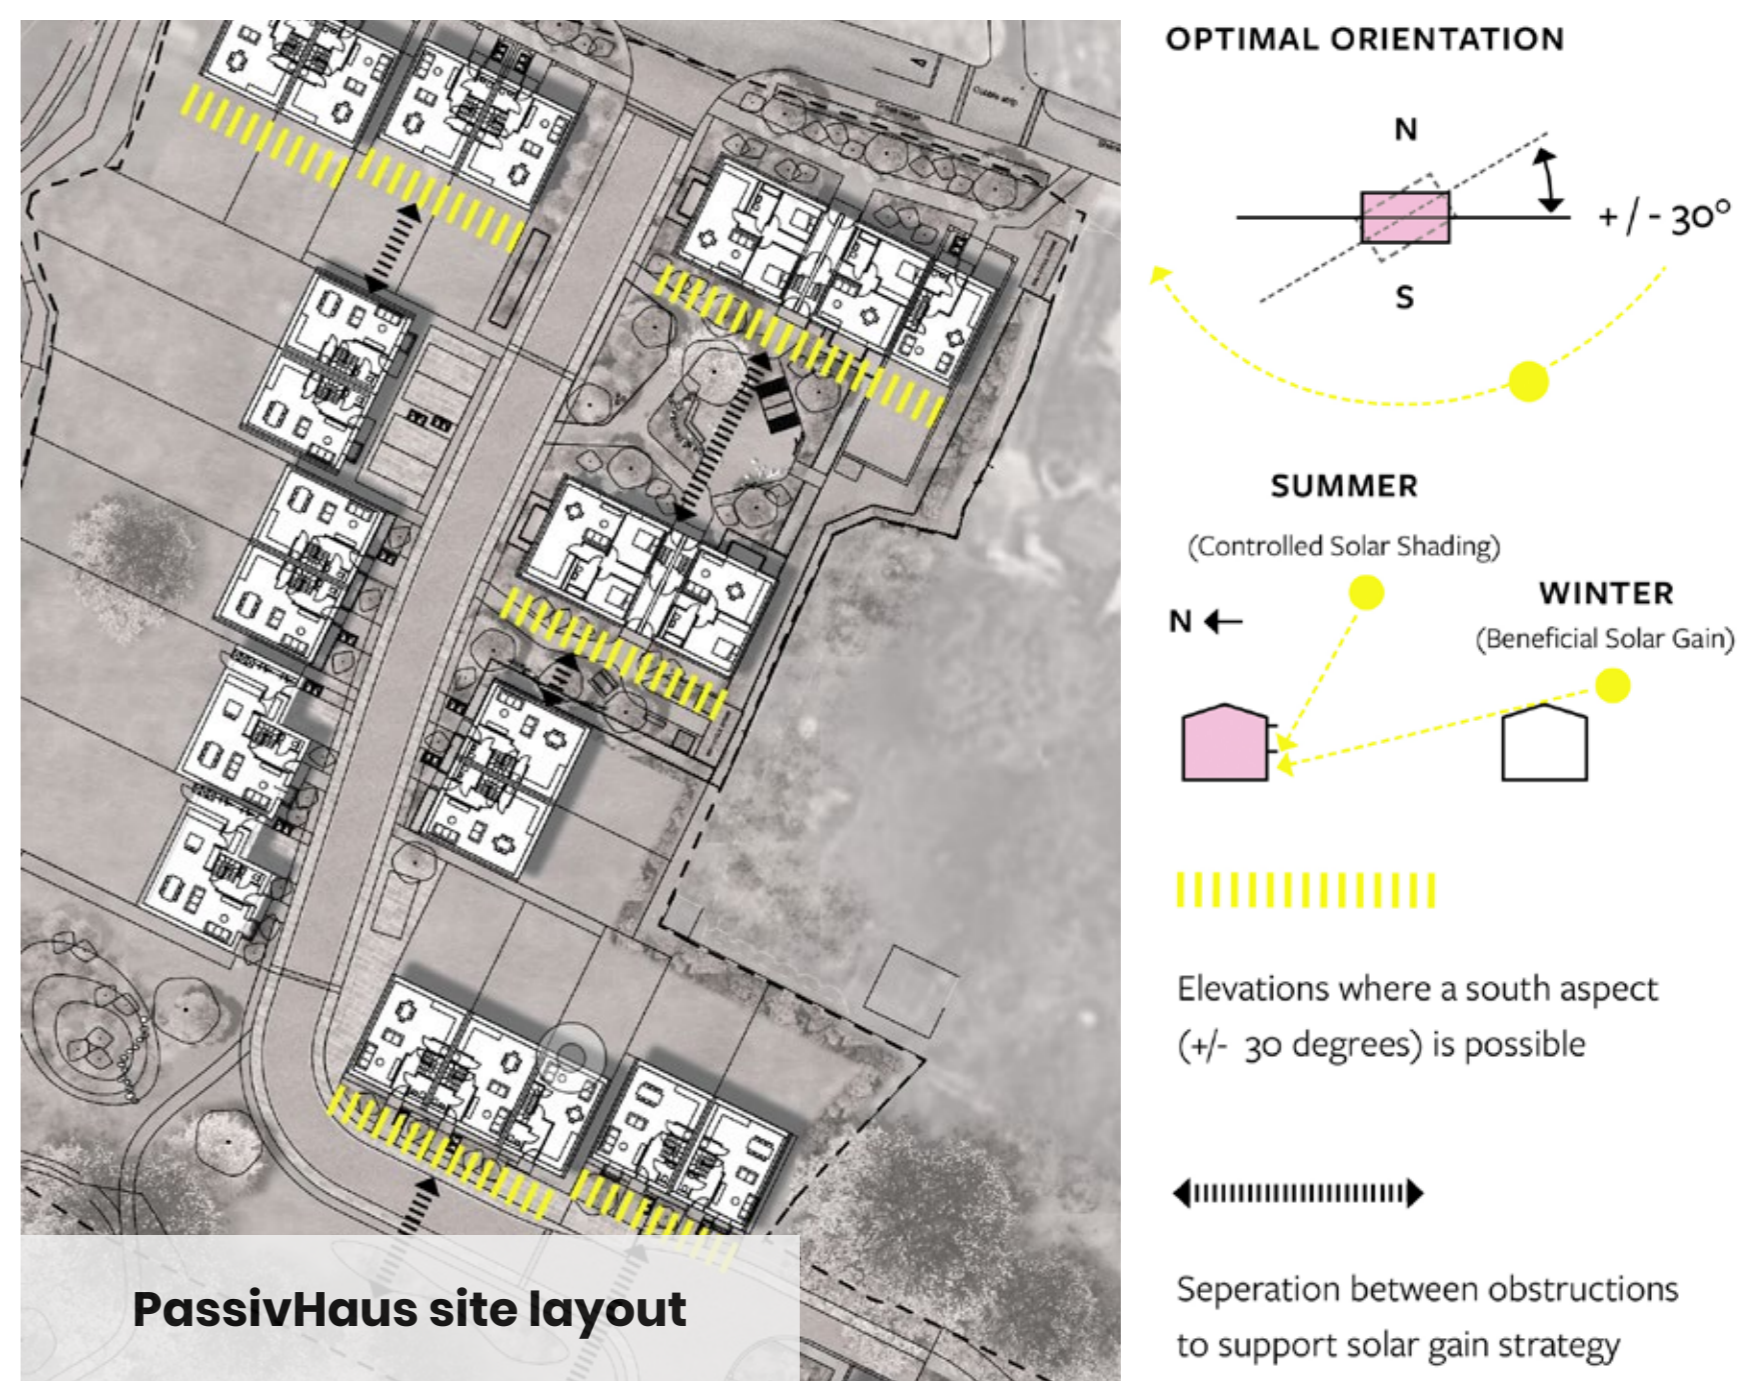 OPTIMAL ORIENTATION
N
+/- 30°
S
SUMMER
(Controlled Solar Shading)
WINTER
N
(Beneficial Solar Gain)
Elevations where a south aspect
(+/- 30 degrees) is possible
Seperation between obstructions
to support solar gain strategy
PassivHaus site layout